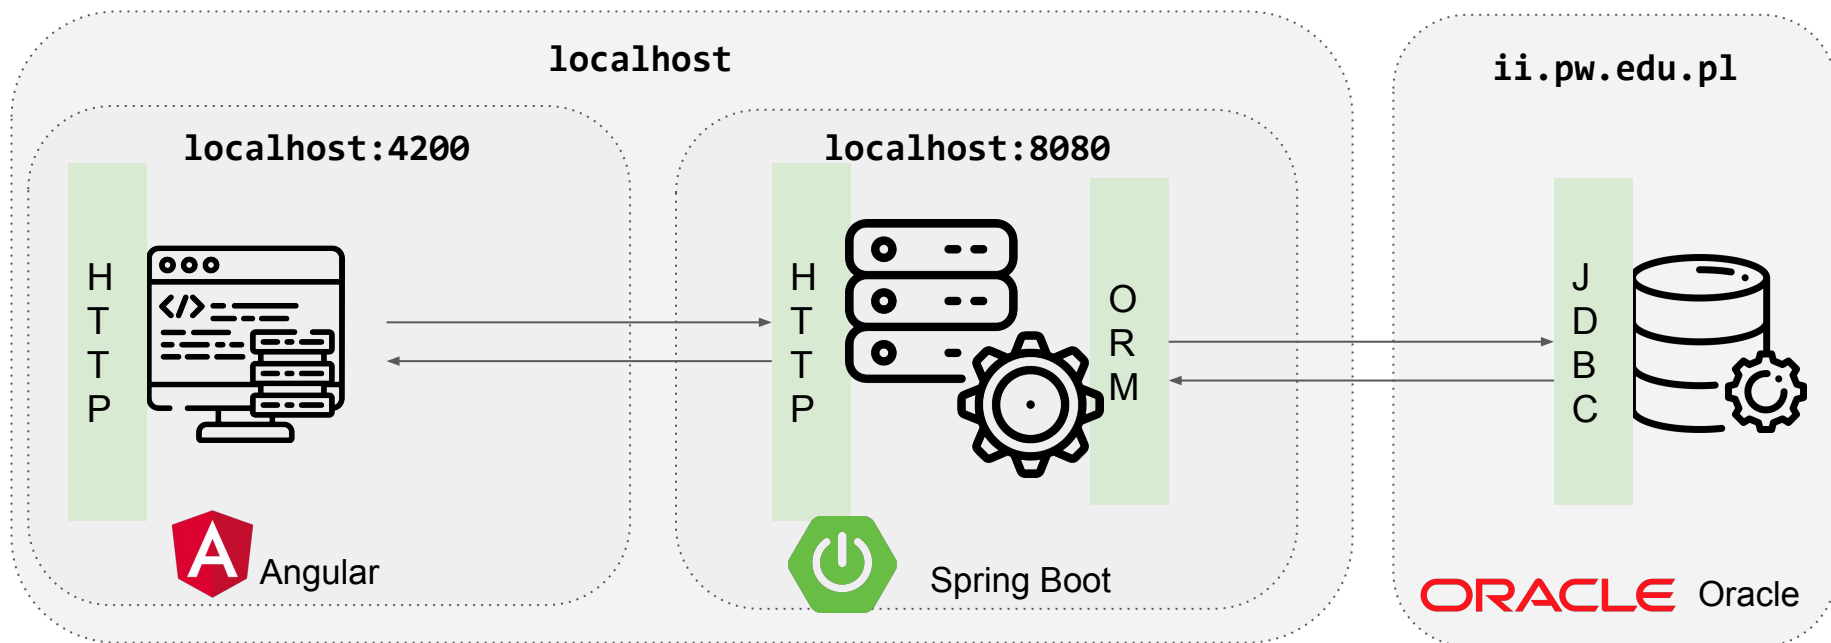 localhost
ii.pw.edu.pl
localhost:4200
localhost:8080
H
T
T
P
</>
H
T
T
P
O
R
M
J
D
B
C
A
Angular
Spring Boot
ORACLE
Oracle